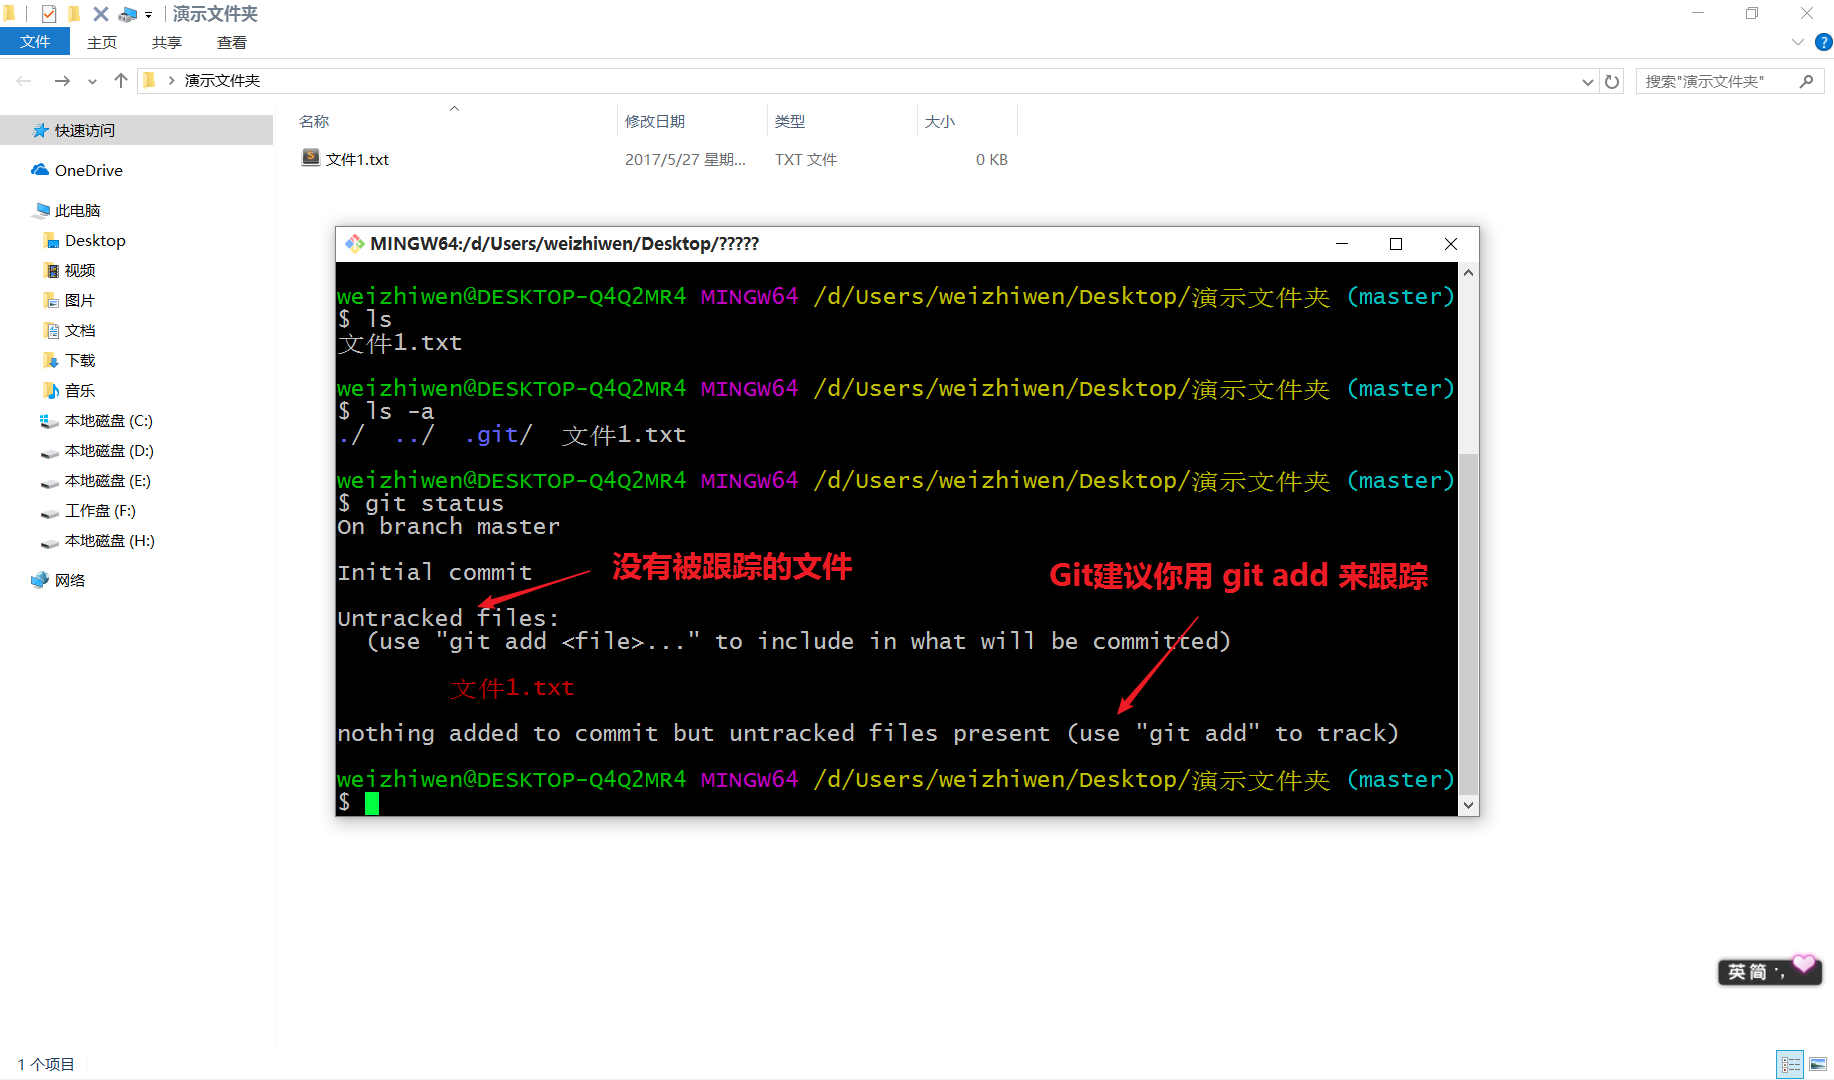 演示文件夹
文件 主页 共享 查看
演示文件夹
搜索"演示文件夹"
名称 修改日期 类型 大小
文件1.txt 2017/5/27 星期... TXT 文件 0 KB
快速访问
OneDrive
此电脑
Desktop
视频
图片
文档
下载
音乐
本地磁盘 (C:)
本地磁盘 (D:)
本地磁盘 (E:)
工作盘 (F:)
本地磁盘 (H:)
网络
MINGW64:/d/Users/weizhiwen/Desktop/?????
weizhiwen@DESKTOP-Q4Q2MR4 MINGW64 /d/Users/weizhiwen/Desktop/演示文件夹 (master)
$ ls
文件1.txt
weizhiwen@DESKTOP-Q4Q2MR4 MINGW64 /d/Users/weizhiwen/Desktop/演示文件夹 (master)
$ ls -a
./ ../ .git/ 文件1.txt
weizhiwen@DESKTOP-Q4Q2MR4 MINGW64 /d/Users/weizhiwen/Desktop/演示文件夹 (master)
$ git status
On branch master
没有被跟踪的文件
Git建议你用 git add 来跟踪
Initial commit
Untracked files:
(use "git add <file>..." to include in what will be committed)
文件1.txt
nothing added to commit but untracked files present (use "git add" to track)
weizhiwen@DESKTOP-Q4Q2MR4 MINGW64 /d/Users/weizhiwen/Desktop/演示文件夹 (master)
$
英 简 ·,
1 个项目